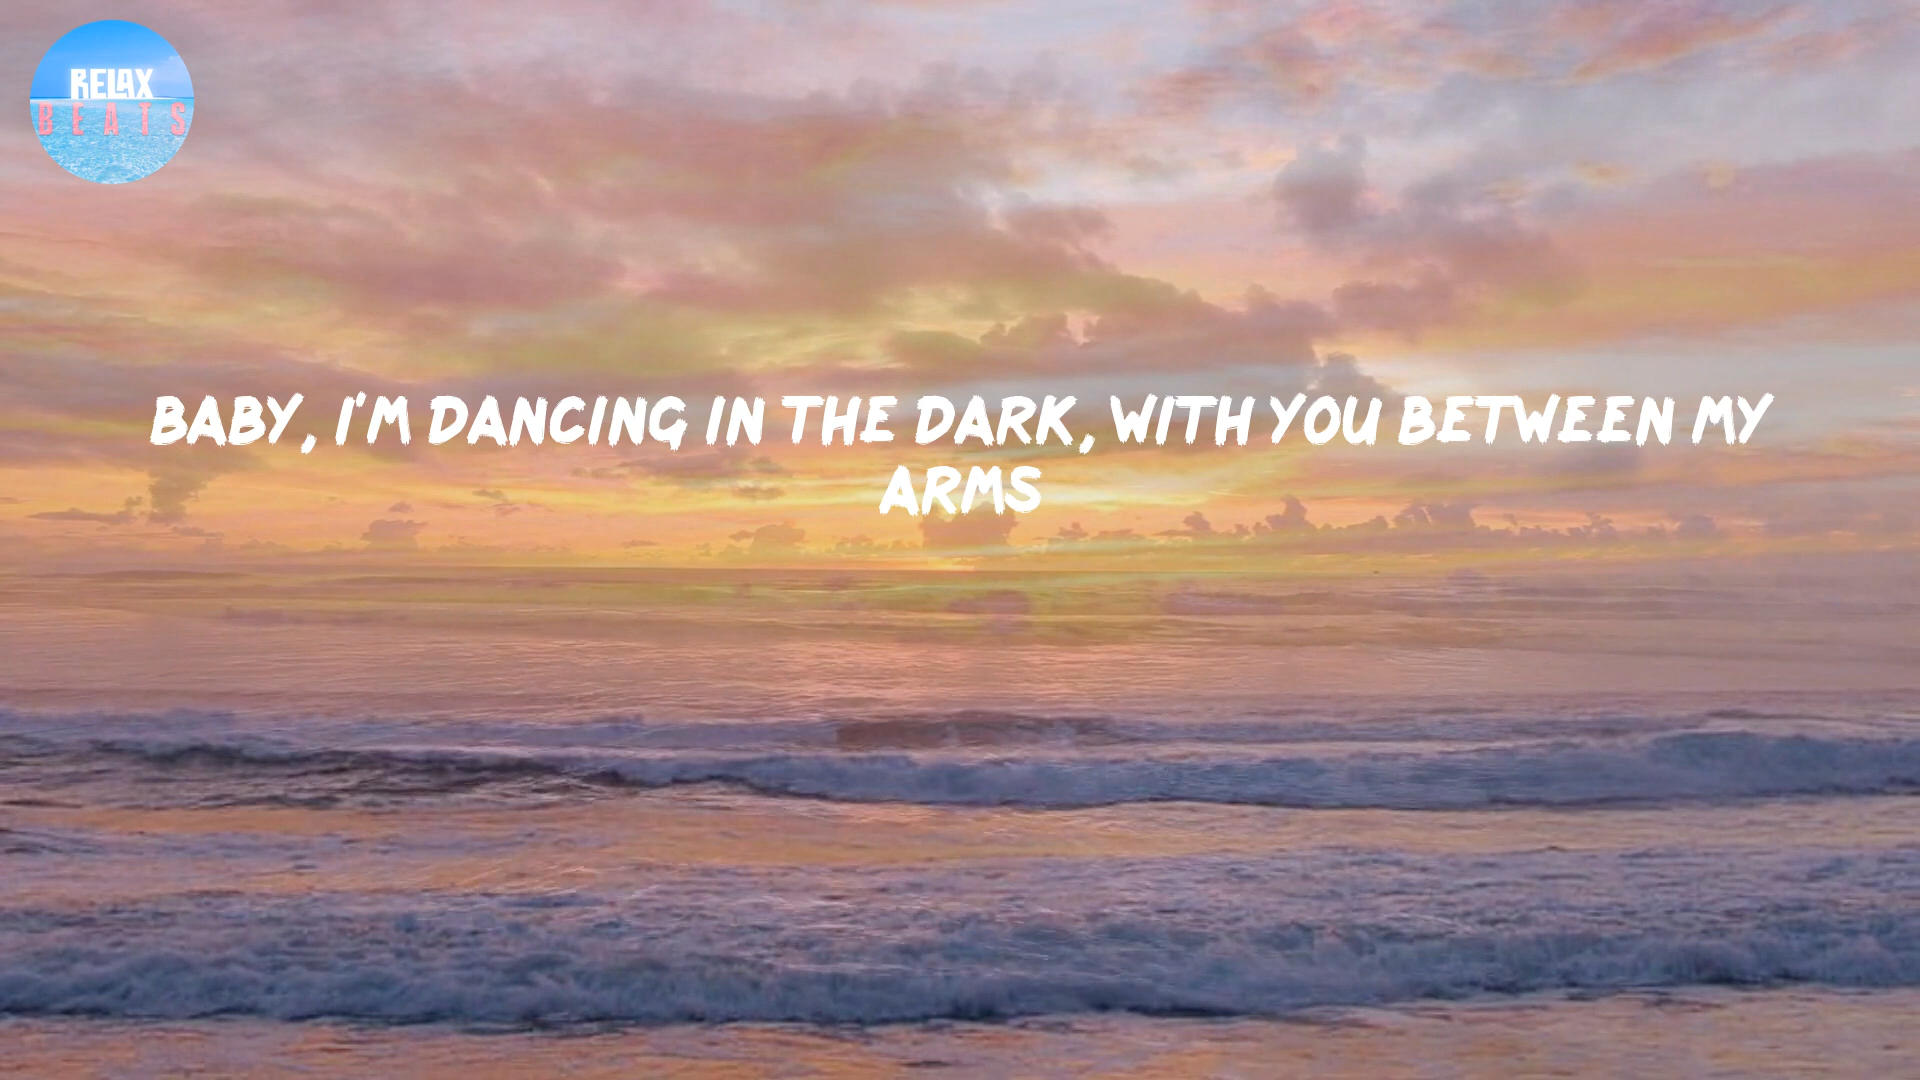 RELAX
BEATS
BABY, I'M DANCING IN THE DARK, WITH YOU BETWEEN MY
ARMS